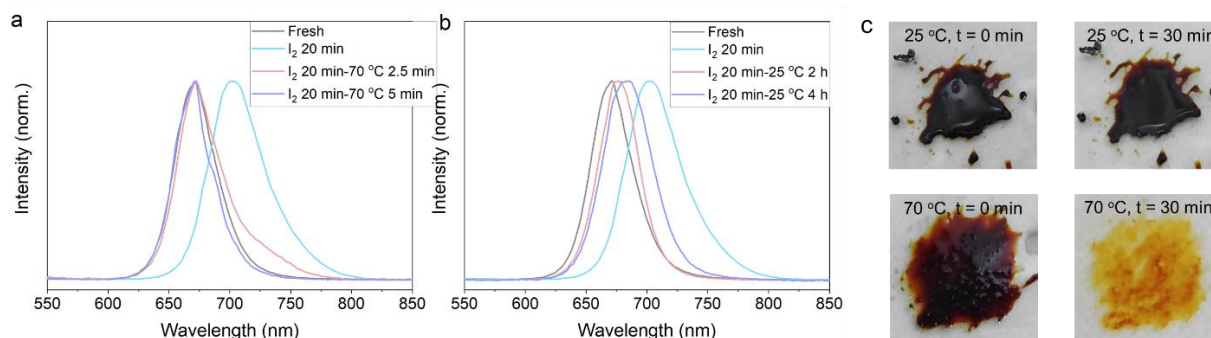 a
Fresh
I₂ 20 min
I₂ 20 min-70 °C 2.5 min
I₂ 20 min-70 °C 5 min
Intensity (norm.)
550 600 650 700 750 800 850
Wavelength (nm)
b
Fresh
I₂ 20 min
I₂ 20 min-25 °C 2 h
I₂ 20 min-25 °C 4 h
Intensity (norm.)
550 600 650 700 750 800 850
Wavelength (nm)
c
25 °C, t = 0 min
25 °C, t = 30 min
70 °C, t = 0 min
70 °C, t = 30 min